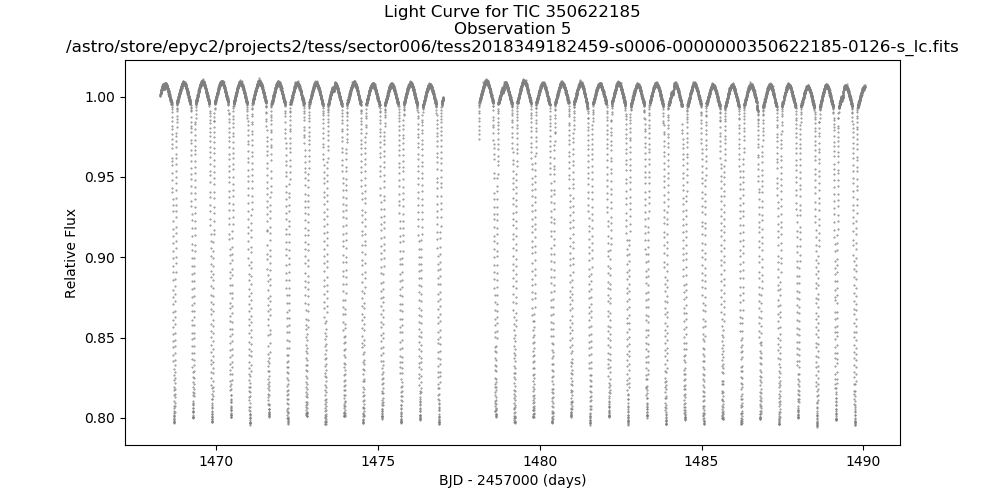 Light Curve for TIC 350622185
Observation 5
/astro/store/epyc2/projects2/tess/sector006/tess2018349182459-s0006-0000000350622185-0126-s_lc.fits
1.00
0.95
0.90
0.85
0.80
Relative Flux
1470
1475
1480
1485
1490
BJD - 2457000 (days)